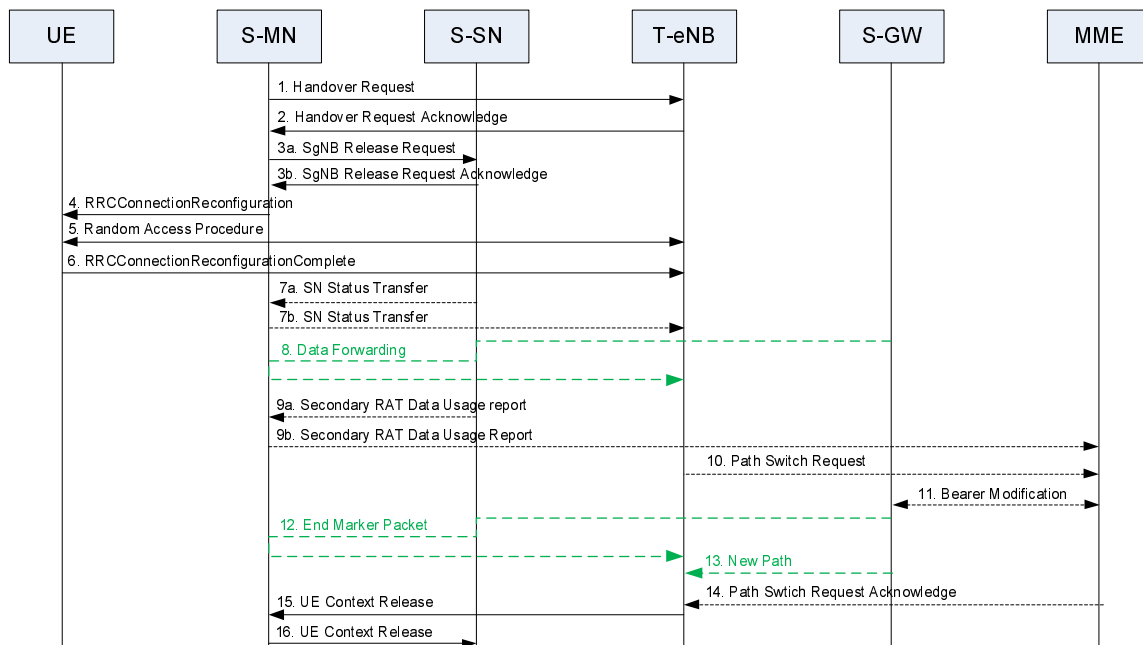 UE
S-MN
S-SN
T-eNB
S-GW
MME
1. Handover Request
2. Handover Request Acknowledge
3a. SgNB Release Request
3b. SgNB Release Request Acknowledge
4. RRCConnectionReconfiguration
5. Random Access Procedure
6. RRCConnectionReconfigurationComplete
7a. SN Status Transfer
7b. SN Status Transfer
8. Data Forwarding
9a. Secondary RAT Data Usage report
9b. Secondary RAT Data Usage Report
10. Path Switch Request
11. Bearer Modification
12. End Marker Packet
13. New Path
14. Path Swtich Request Acknowledge
15. UE Context Release
16. UE Context Release